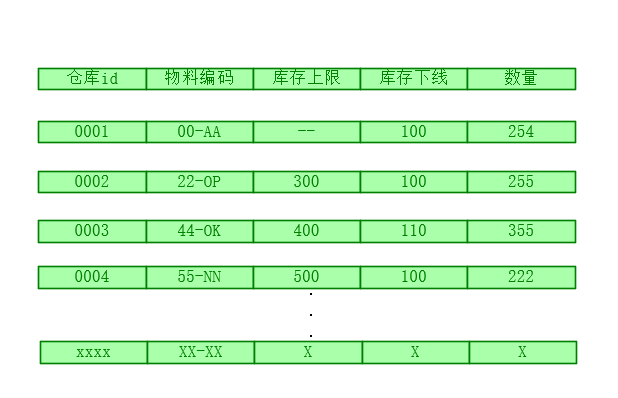 仓库id 物料编码 库存上限 库存下线 数量
0001 00-AA -- 100 254
0002 22-OP 300 100 255
0003 44-OK 400 110 355
0004 55-NN 500 100 222
.
.
.
xxxx XX-XX X X X